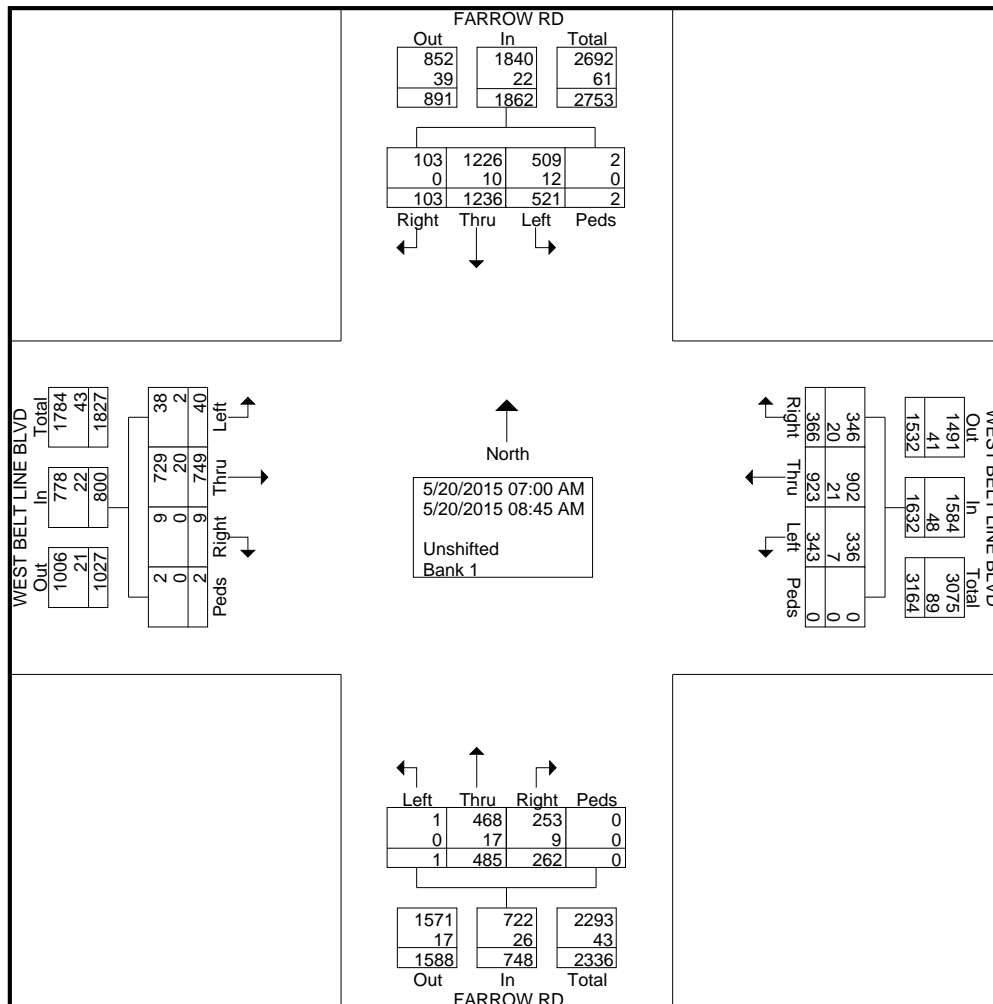 FARROW RD
Out In Total
852 1840 2692
39 22 61
891 1862 2753
103 1226 509 2
0 10 12 0
103 1236 521 2
Right Thru Left Peds
WEST BELT LINE BLVD
Total In Out
1784 778 1006
43 22 21
1827 800 1027
38 729 9 2
2 20 0 0
40 749 9 2
Left Thru Right Peds
North
5/20/2015 07:00 AM
5/20/2015 08:45 AM
Unshifted
Bank 1
WEST BELT LINE BLVD
Out In Total
1491 1584 3075
41 48 89
1532 1632 3164
346 902 336 0
20 21 7 0
366 923 343 0
Right Thru Left Peds
Left Thru Right Peds
1 468 253 0
0 17 9 0
1 485 262 0
1571 722 2293
17 26 43
1588 748 2336
Out In Total
FARROW RD